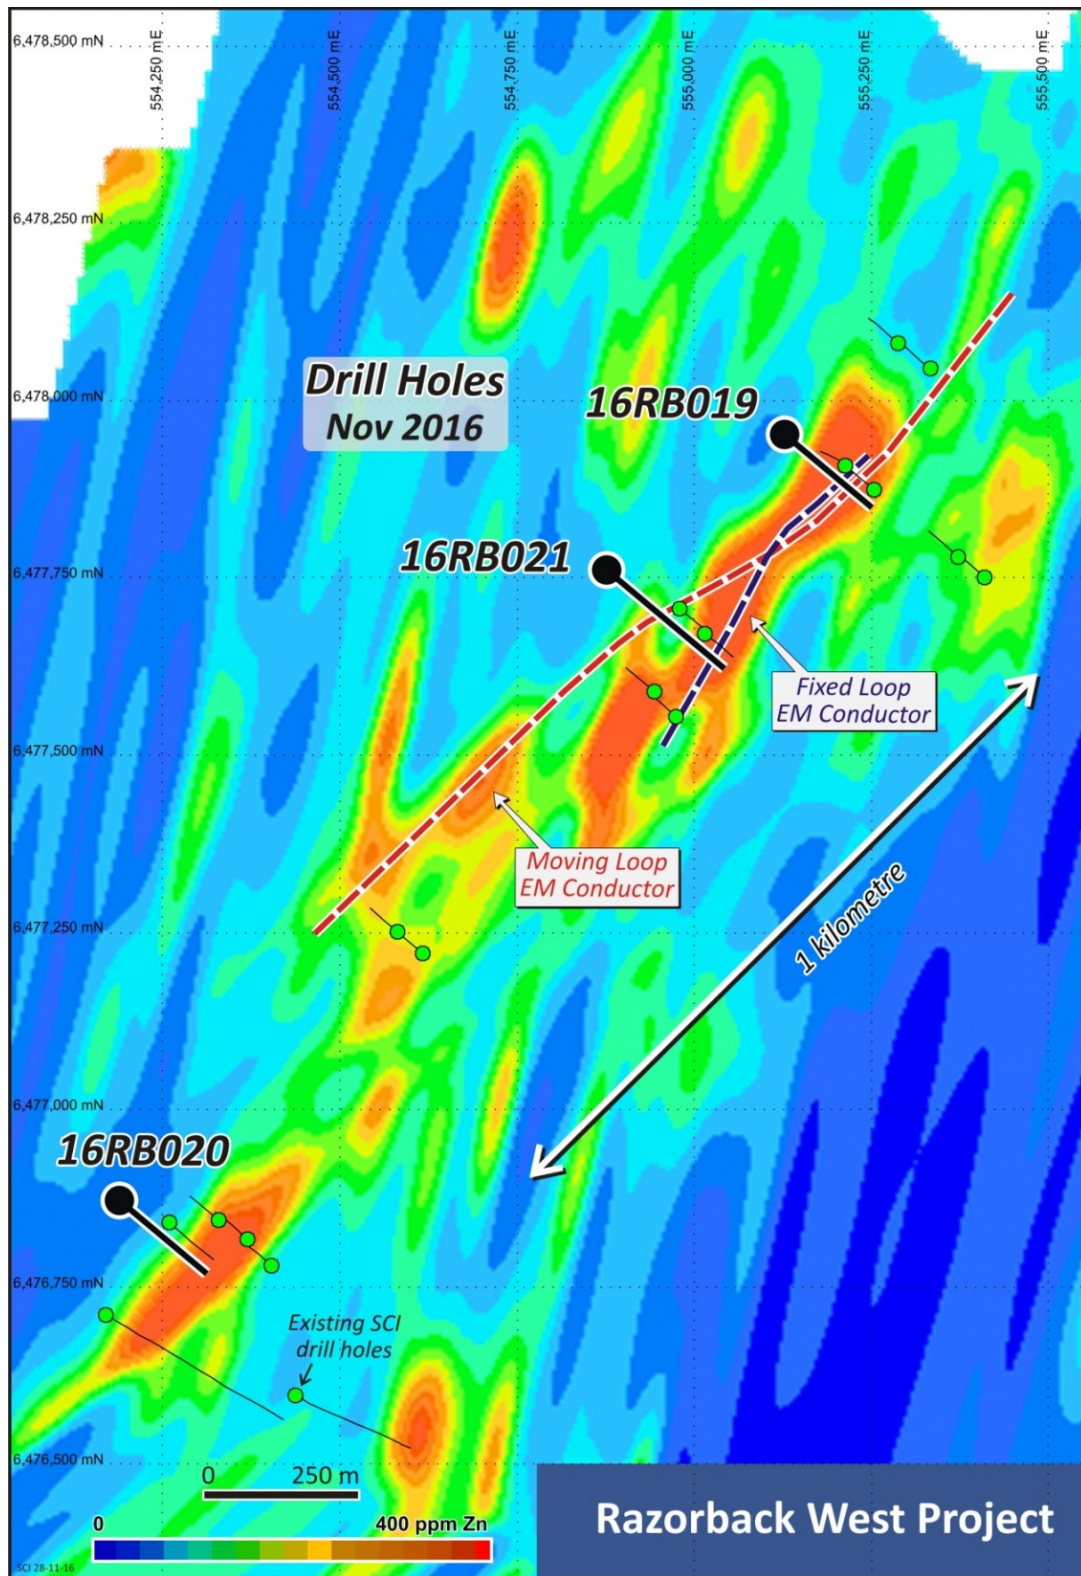 554,250 mE
554,500 mE
554,750 mE
555,000 mE
555,250 mE
555,500 mE
6,478,500 mN
6,478,250 mN
6,478,000 mN
6,477,750 mN
6,477,500 mN
6,477,250 mN
6,477,000 mN
6,476,750 mN
6,476,500 mN
Drill Holes
Nov 2016
16RB019
16RB021
Fixed Loop
EM Conductor
Moving Loop
EM Conductor
1 kilometre
16RB020
Existing SCI
drill holes
0 250 m
0 400 ppm Zn
SCI 28-11-16
Razorback West Project